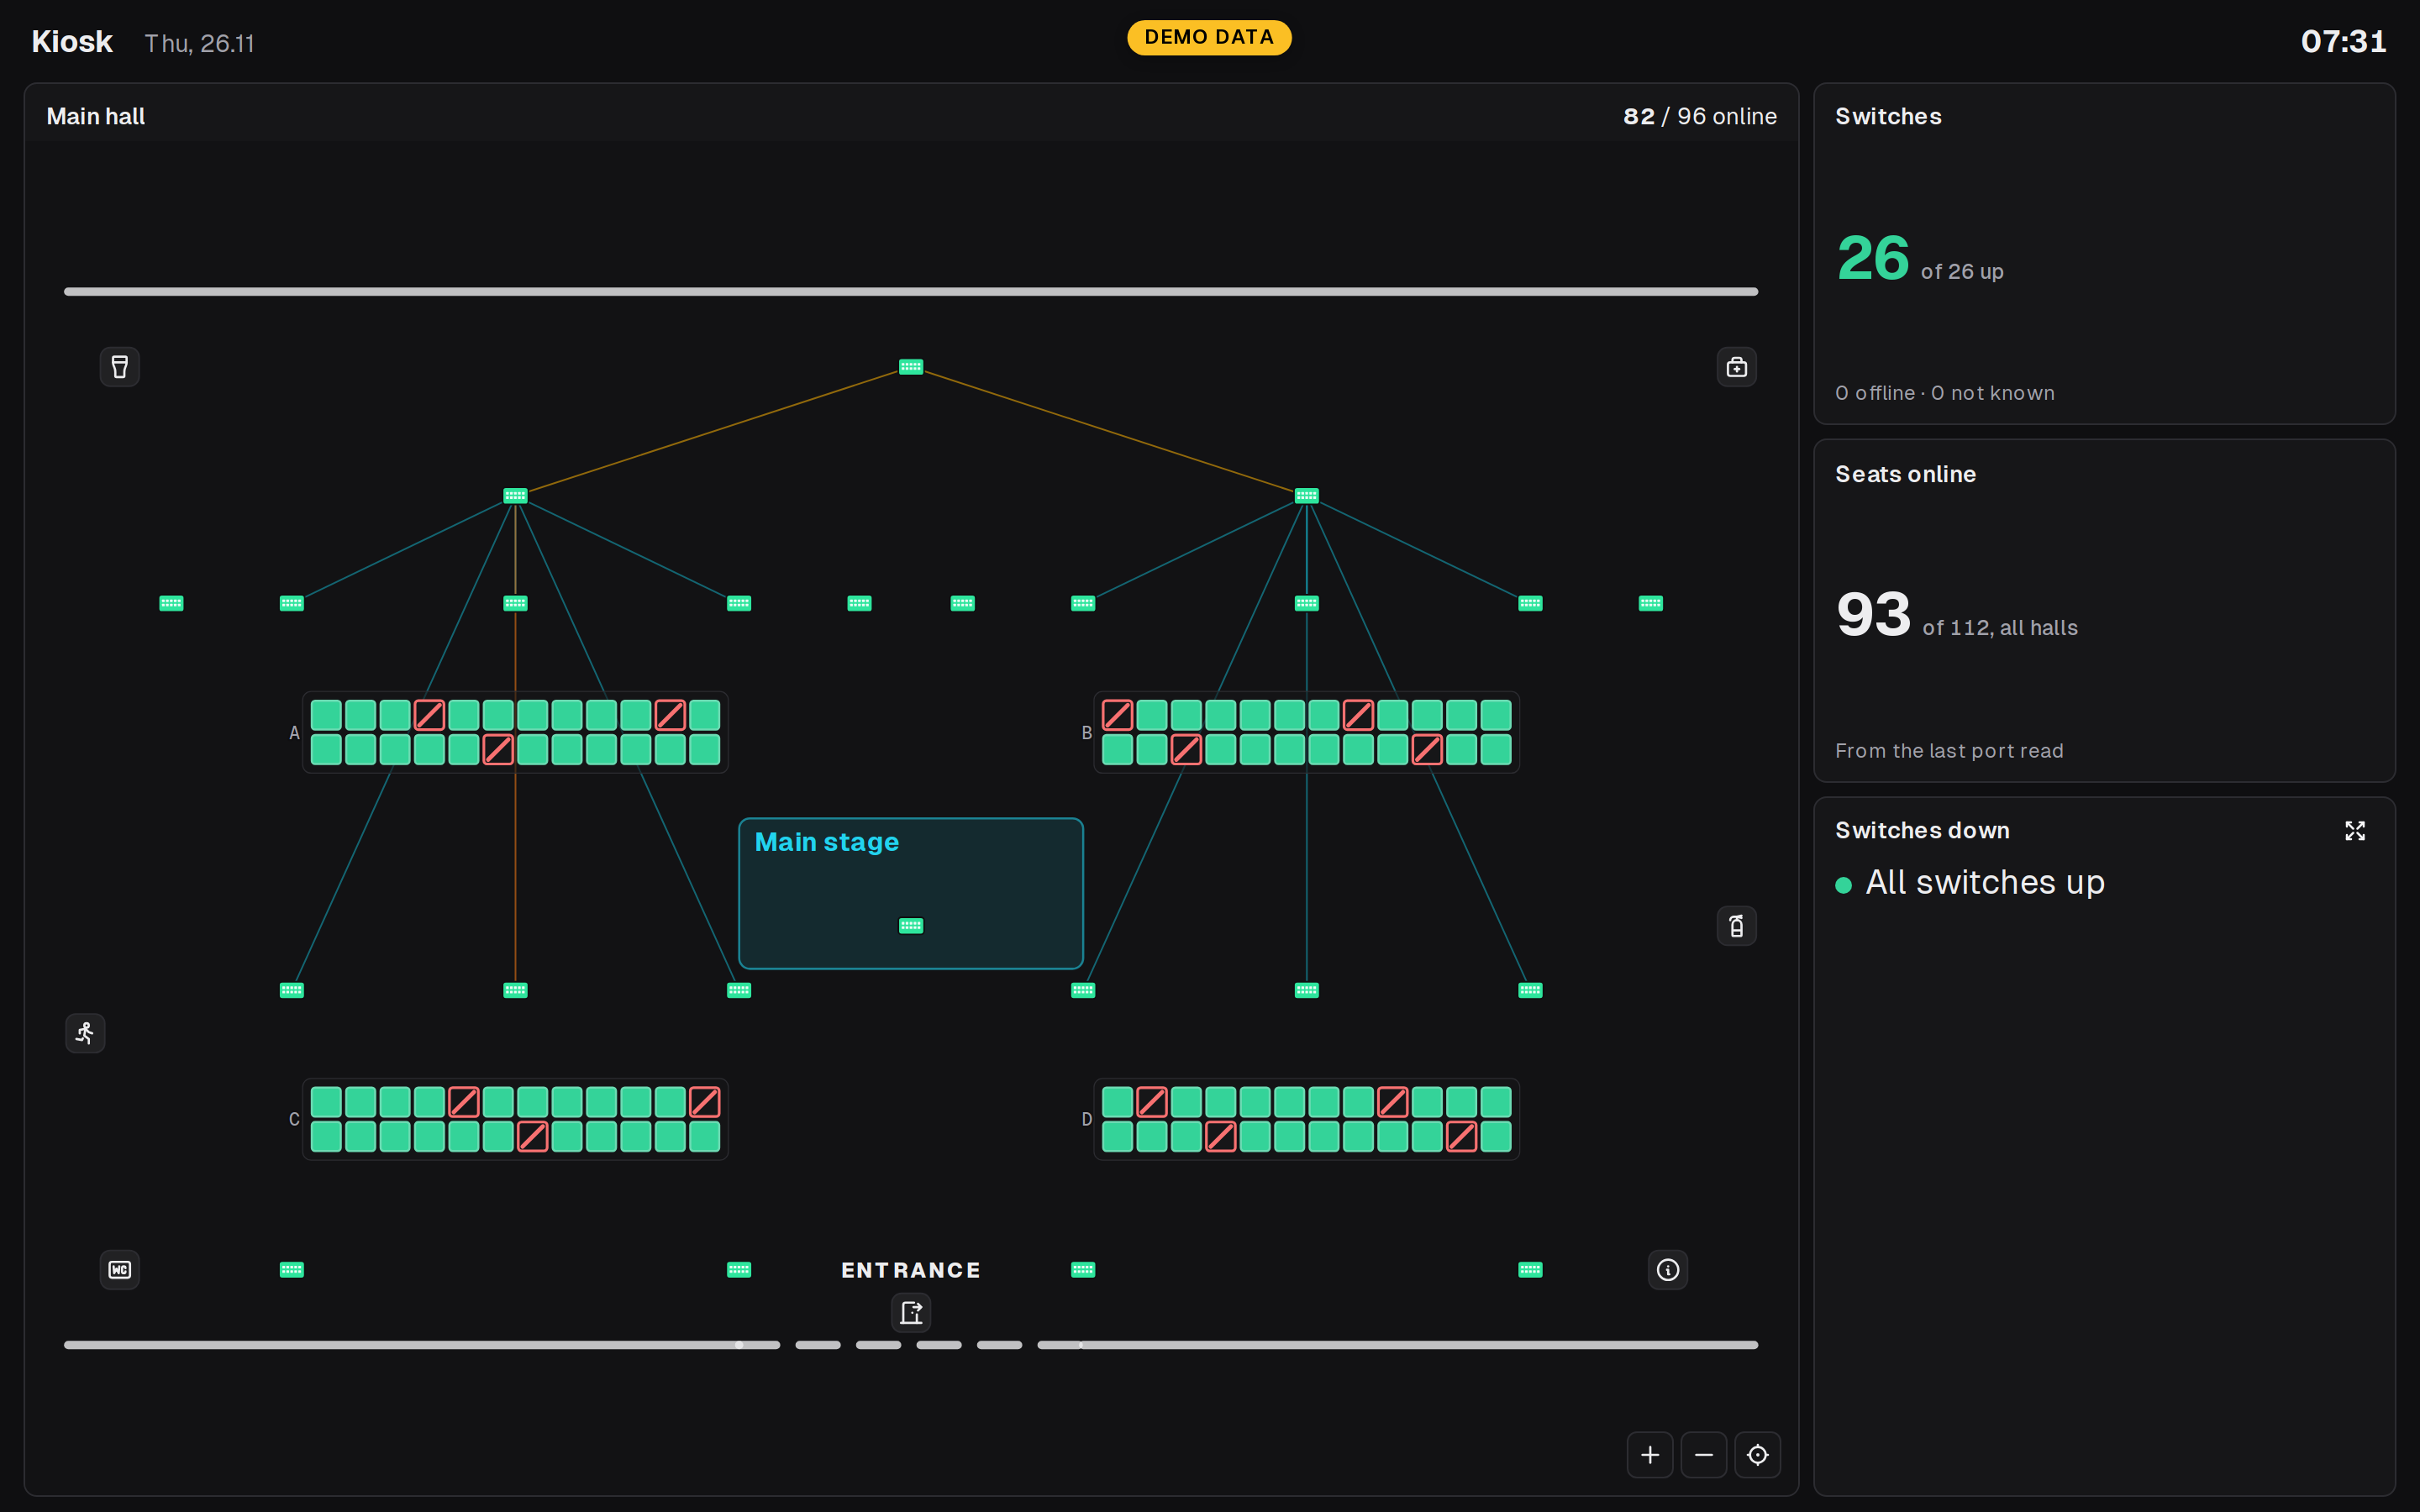 Kiosk
Thu, 26.11
DEMO DATA
07:31
Main hall
82 / 96 online
A
B
Main stage
C
D
WC
ENTRANCE
Switches
26 of 26 up
0 offline · 0 not known
Seats online
93 of 112, all halls
From the last port read
Switches down
All switches up